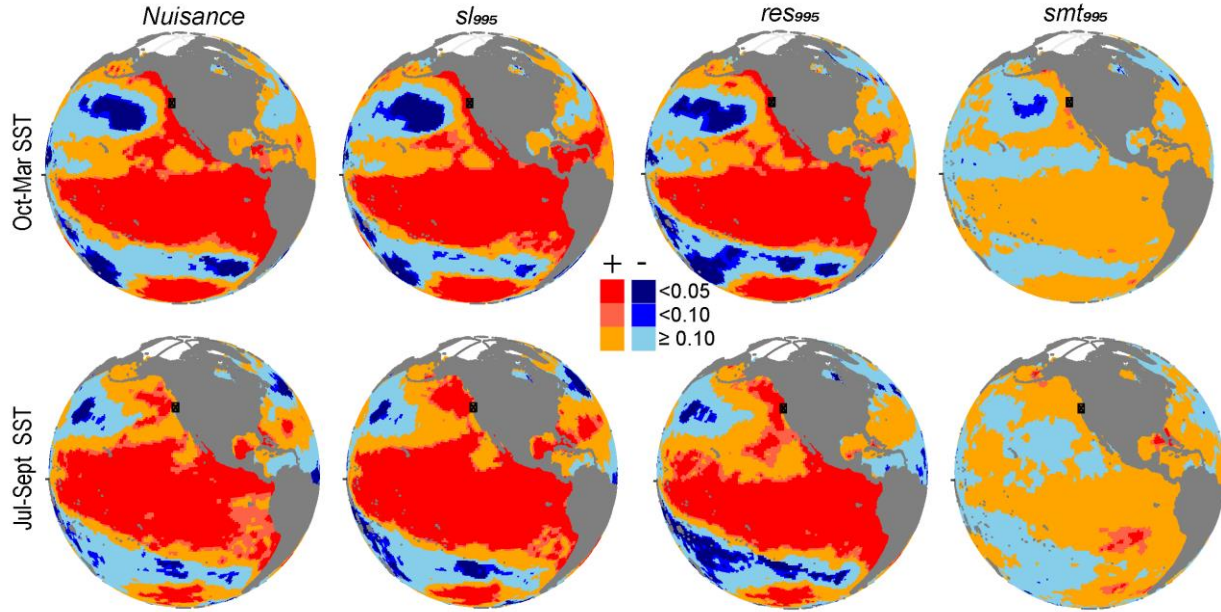 Nuisance sl₉₉₅ res₉₉₅ smt₉₉₅
Oct-Mar SST
+ -
<0.05
<0.10
≥ 0.10
Jul-Sept SST